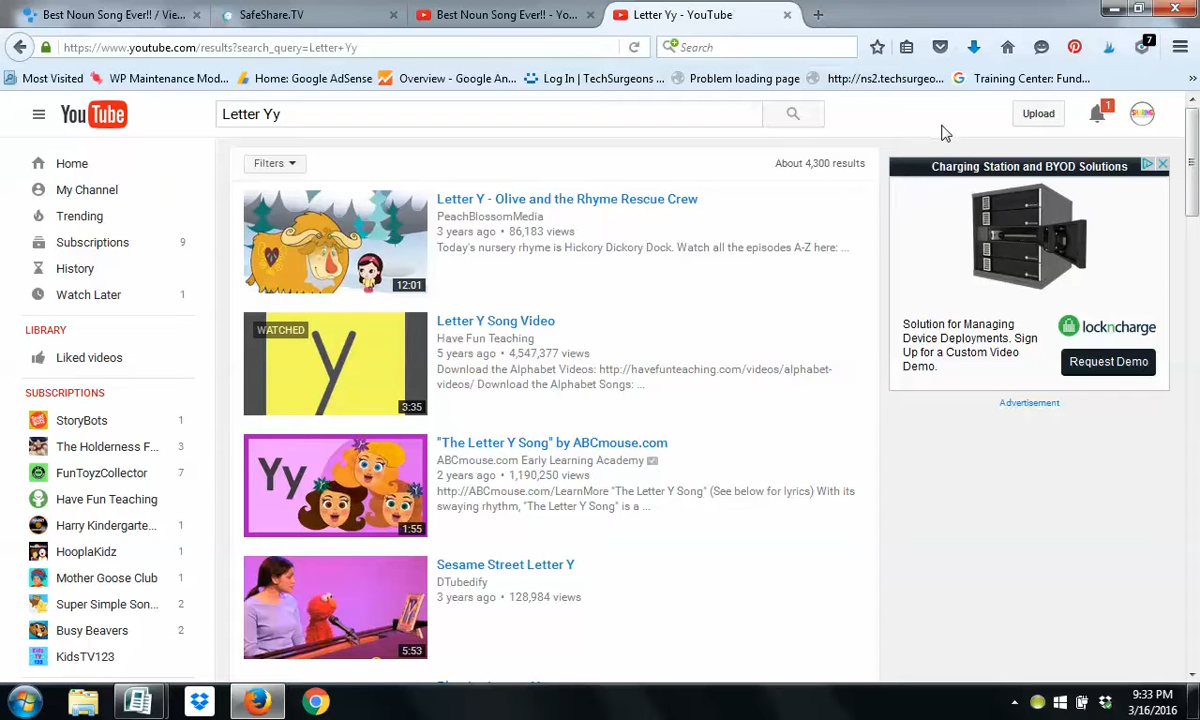 Best Noun Song Ever!! / Vie...
SafeShare.TV
Best Noun Song Ever!! - Yo...
Letter Yy - YouTube
https://www.youtube.com/results?search_query=Letter+Yy
Search
7
Most Visited
WP Maintenance Mod...
Home: Google AdSense
Overview - Google An...
Log In | TechSurgeons ...
Problem loading page
http://ns2.techsurgeo...
Training Center: Fund...
YouTube
Letter Yy
Upload
1
Home
My Channel
Trending
Subscriptions 9
History
Watch Later 1
LIBRARY
Liked videos
SUBSCRIPTIONS
StoryBots 1
The Holderness F... 3
FunToyzCollector 7
Have Fun Teaching
Harry Kindergarte... 1
HooplaKidz 1
Mother Goose Club 1
Super Simple Son... 2
Busy Beavers 2
KidsTV123
Filters
About 4,300 results
12:01
Letter Y - Olive and the Rhyme Rescue Crew
PeachBlossomMedia
3 years ago • 86,183 views
Today's nursery rhyme is Hickory Dickory Dock. Watch all the episodes A-Z here: ...
WATCHED
y
3:35
Letter Y Song Video
Have Fun Teaching
5 years ago • 4,547,377 views
Download the Alphabet Videos: http://havefunteaching.com/videos/alphabet-
videos/ Download the Alphabet Songs: ...
Yy
1:55
"The Letter Y Song" by ABCmouse.com
ABCmouse.com Early Learning Academy
2 years ago • 1,190,250 views
http://ABCmouse.com/LearnMore "The Letter Y Song" (See below for lyrics) With its
swaying rhythm, "The Letter Y Song" is a ...
5:53
Sesame Street Letter Y
DTubedify
3 years ago • 128,984 views
Charging Station and BYOD Solutions
Solution for Managing
Device Deployments. Sign
Up for a Custom Video
Demo.
lockncharge
Request Demo
Advertisement
9:33 PM
3/16/2016